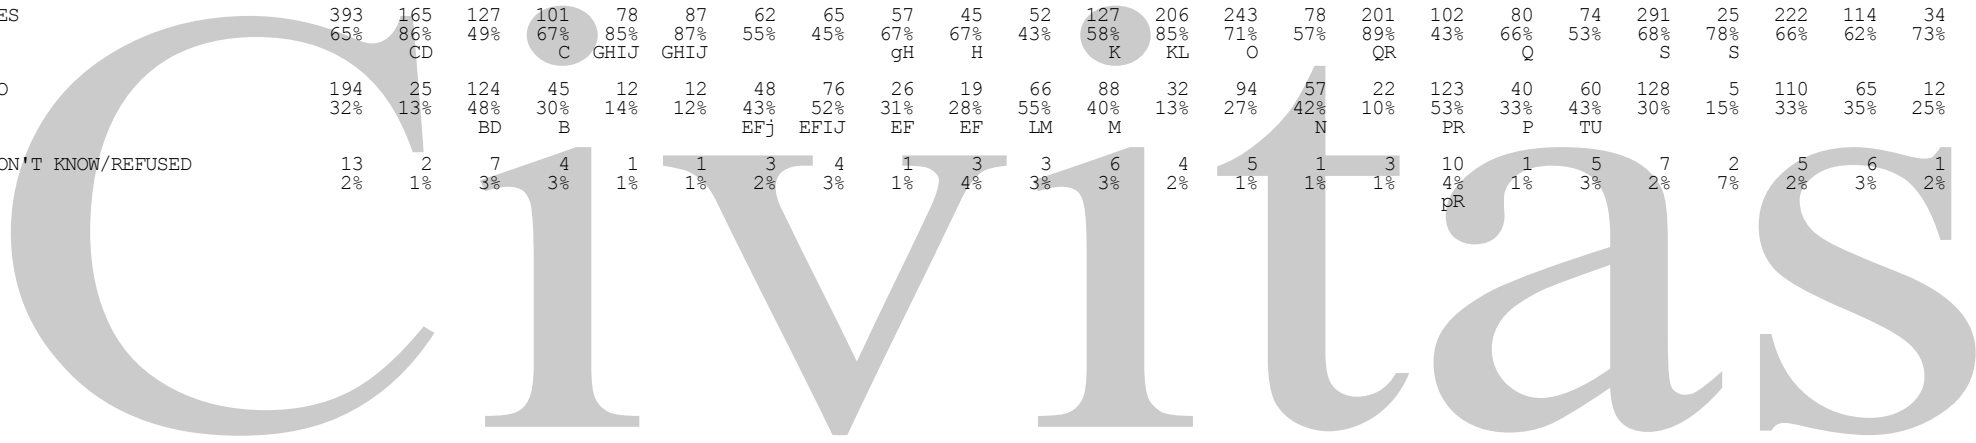 ES 393 165 127 101 78 87 62 65 57 45 52 127 206 243 78 201 102 80 74 291 25 222 114 34
65% 86% 49% 67% 85% 87% 55% 45% 67% 67% 43% 58% 85% 71% 57% 89% 43% 66% 53% 68% 78% 66% 62% 73%
CD C GHIJ GHIJ gH H K KL O QR Q S S
O 194 25 124 45 12 12 48 76 26 19 66 88 32 94 57 22 123 40 60 128 5 110 65 12
32% 13% 48% 30% 14% 12% 43% 52% 31% 28% 55% 40% 13% 27% 42% 10% 53% 33% 43% 30% 15% 33% 35% 25%
BD B EFj EFIJ EF EF LM M N PR P TU
ON'T KNOW/REFUSED 13 2 7 4 1 1 3 4 1 3 3 6 4 5 1 3 10 1 5 7 2 5 6 1
2% 1% 3% 3% 1% 1% 2% 3% 1% 4% 3% 3% 2% 1% 1% 1% 4% 1% 3% 2% 7% 2% 3% 2%
pR
Civitas